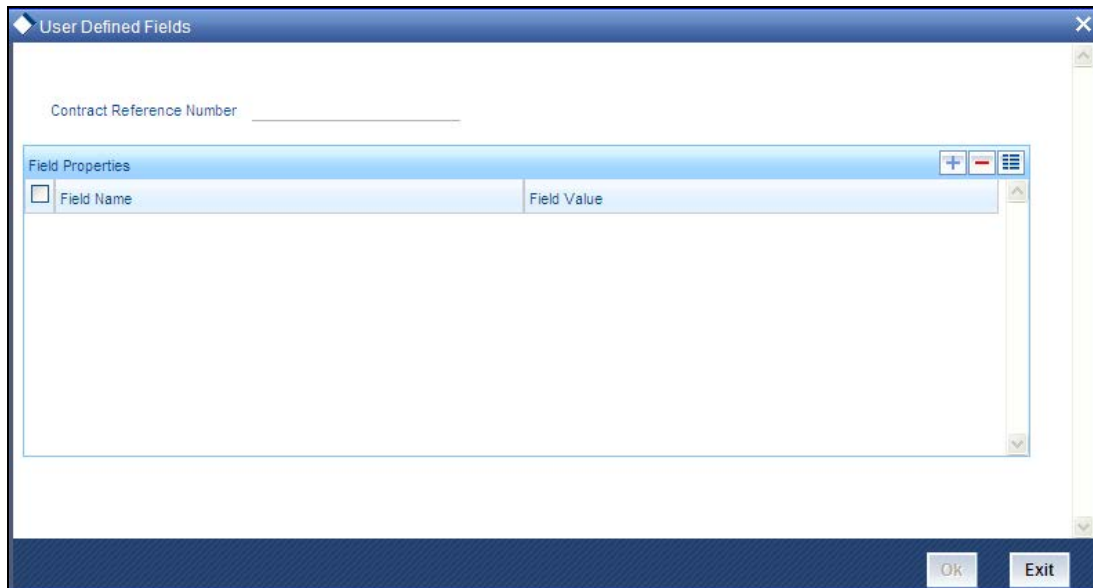 User Defined Fields
Contract Reference Number
Field Properties
Field Name Field Value
Ok Exit